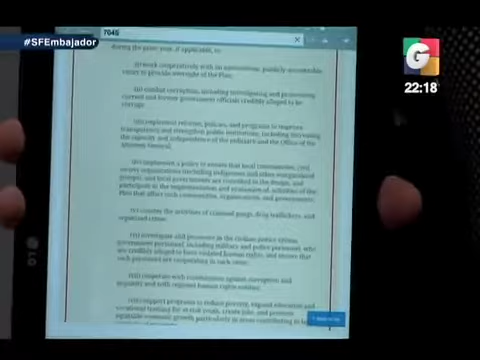 #SFEmbajador
7045
G
22:18
during the prior year, if applicable, to
(i) work cooperatively with an autonomous, publicly accountable
entity to provide oversight of the Plan;
(ii) combat corruption, including investigating and prosecuting
current and former government officials credibly alleged to be
corrupt;
(iii) implement reforms, policies, and programs to improve
transparency and strengthen public institutions, including increasing
the capacity and independence of the judiciary and the Office of the
Attorney General;
(iv) implement a policy to ensure that local communities, civil
society organizations (including indigenous and other marginalized
groups), and local governments are consulted in the design, and
participate in the implementation and evaluation of, activities of the
Plan that affect such communities, organizations, and governments;
(v) counter the activities of criminal gangs, drug traffickers, and
organized crime;
(vi) investigate and prosecute in the civilian justice system
government personnel, including military and police personnel, who
are credibly alleged to have violated human rights, and ensure that
such personnel are cooperating in such cases;
(vii) cooperate with commissions against corruption and
impunity and with regional human rights entities;
(viii) support programs to reduce poverty, expand education and
vocational training for at-risk youth, create jobs, and promote
equitable economic growth particularly in areas contributing to
LG